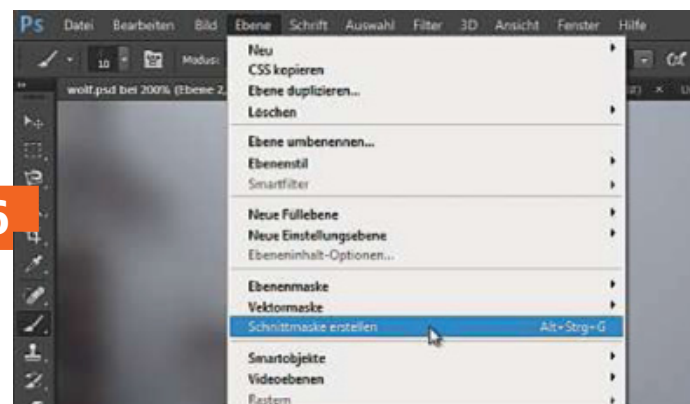 Ps Datei Bearbeiten Bild Ebene Schrift Auswahl Filter 3D Ansicht Fenster Hilfe
10 Modus:
wolf.psd bei 200% (Ebene 2,
Neu
CSS kopieren
Ebene duplizieren...
Löschen
Ebene umbenennen...
Ebenenstil
Smartfilter
6
Neue Füllebene
Neue Einstellungsebene
Ebeneninhalt-Optionen...
Ebenenmaske
Vektormaske
Schnittmaske erstellen Alt+Strg+G
Smartobjekte
Videoebenen
Rastern